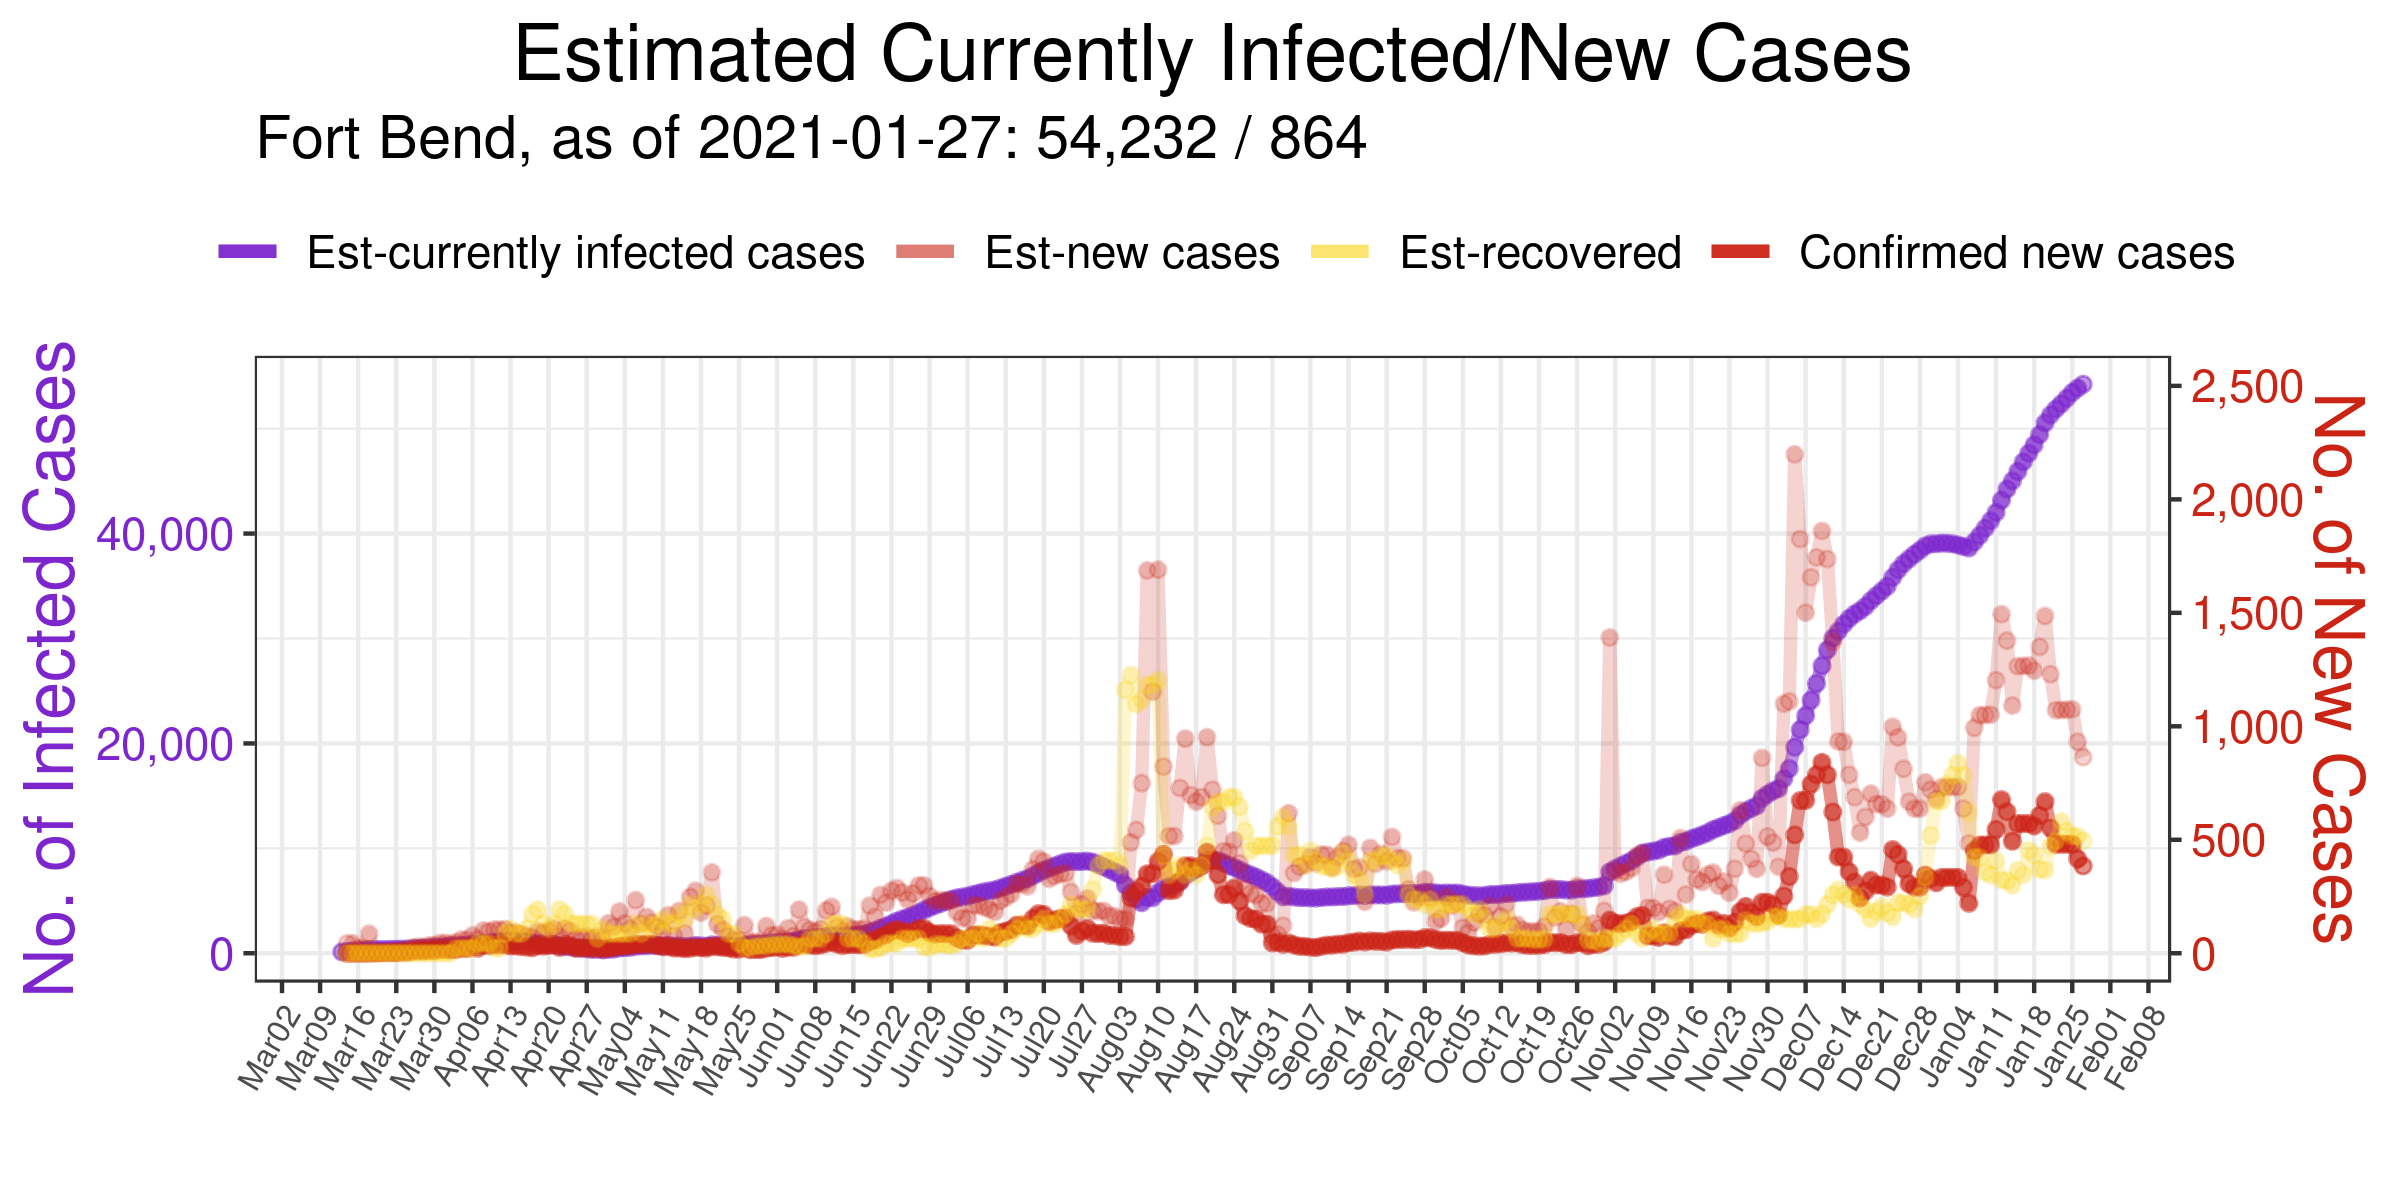 Estimated Currently Infected/New Cases
Fort Bend, as of 2021-01-27: 54,232 / 864
Est-currently infected cases Est-new cases Est-recovered Confirmed new cases
No. of Infected Cases
40,000
20,000
0
2,500
2,000
1,500
1,000
500
0
No. of New Cases
Mar02 Mar09 Mar16 Mar23 Mar30 Apr06 Apr13 Apr20 Apr27 May04 May11 May18 May25 Jun01 Jun08 Jun15 Jun22 Jun29 Jul06 Jul13 Jul20 Jul27 Aug03 Aug10 Aug17 Aug24 Aug31 Sep07 Sep14 Sep21 Sep28 Oct05 Oct12 Oct19 Oct26 Nov02 Nov09 Nov16 Nov23 Nov30 Dec07 Dec14 Dec21 Dec28 Jan04 Jan11 Jan18 Jan25 Feb01 Feb08